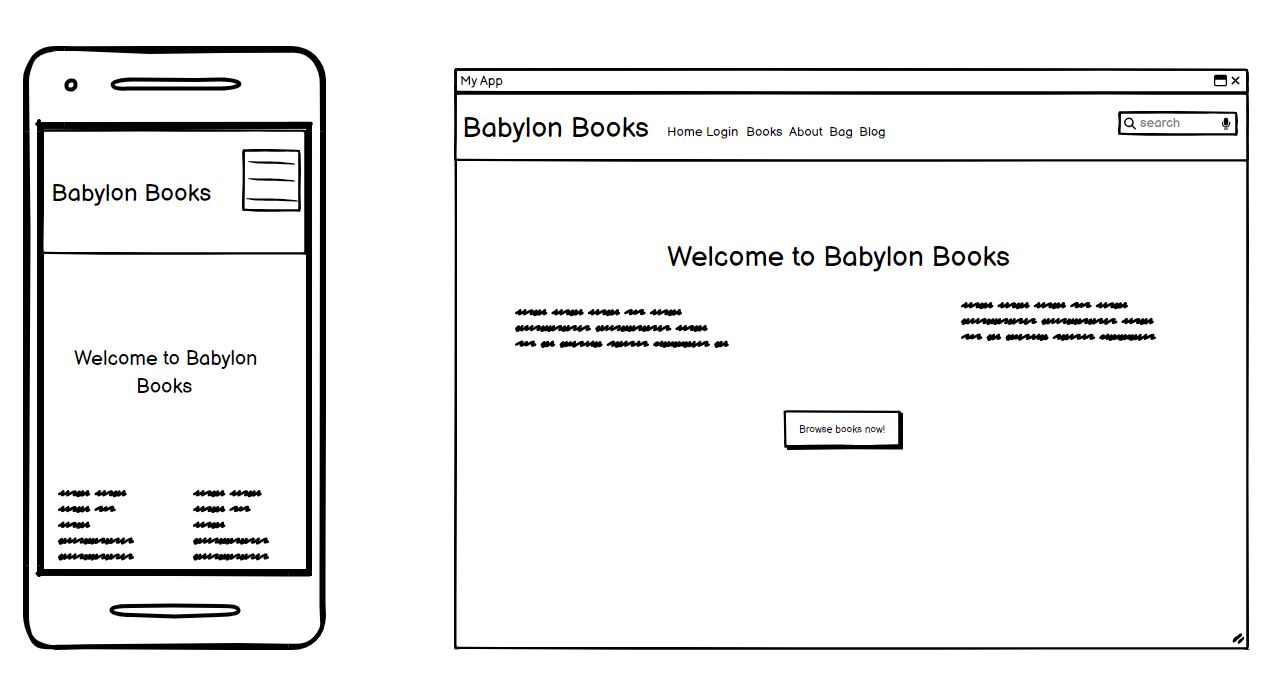 Babylon Books
Welcome to Babylon
Books
My App
Babylon Books Home Login Books About Bag Blog search
Welcome to Babylon Books
Browse books now!